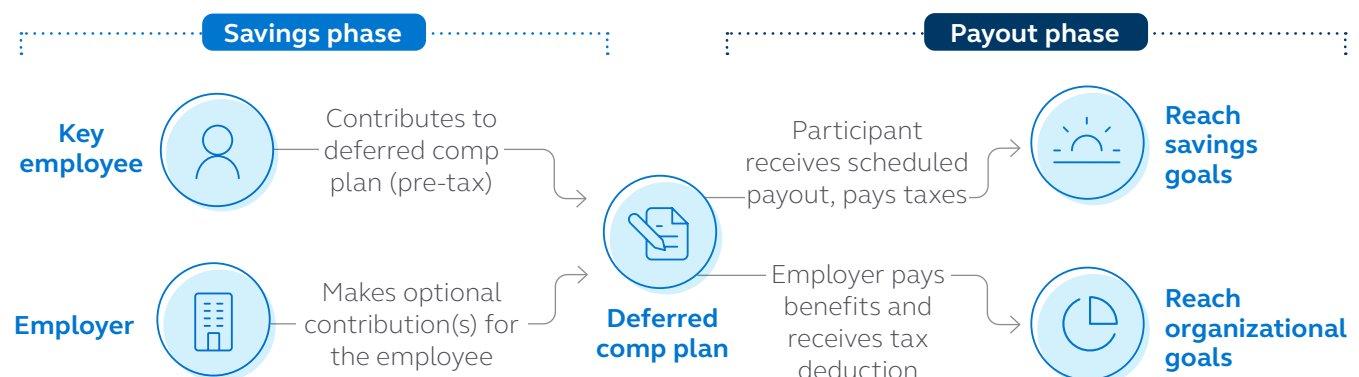 Savings phase
Payout phase
Key
employee
Contributes to
deferred comp
plan (pre-tax)
Participant
receives scheduled
payout, pays taxes
Reach
savings
goals
Employer
Makes optional
contribution(s) for
the employee
Deferred
comp plan
Employer pays
benefits and
receives tax
deduction
Reach
organizational
goals